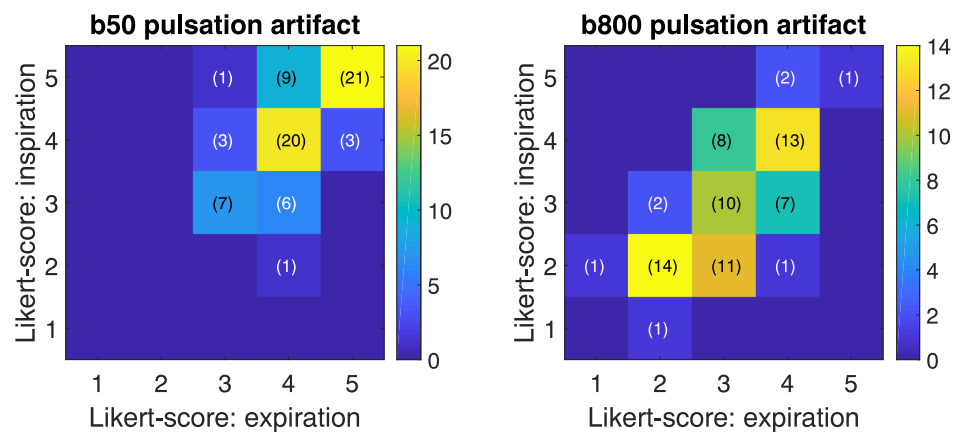 b50 pulsation artifact
Likert-score: inspiration
5
4
3
2
1
(1) (9) (21)
(3) (20) (3)
(7) (6)
(1)
1 2 3 4 5
Likert-score: expiration
20
15
10
5
0
b800 pulsation artifact
Likert-score: inspiration
5
4
3
2
1
(2) (1)
(8) (13)
(2) (10) (7)
(1) (14) (11) (1)
(1)
1 2 3 4 5
Likert-score: expiration
14
12
10
8
6
4
2
0